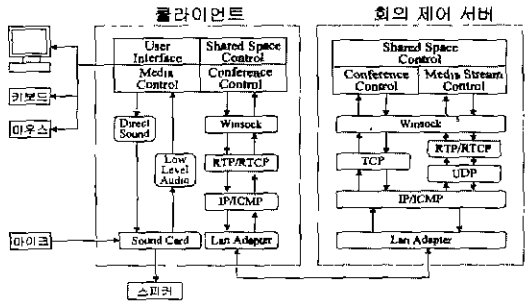 클라이언트
회의 제어 서버
User Interface
Shared Space Control
Media Control
Conference Control
키보드
마우스
Direct Sound
Low Level Audio
Winsock
RTP/RTCP
IP/ICMP
마이크
Sound Card
Lan Adapter
스피커
Shared Space Control
Conference Control
Media Stream Control
Winsock
TCP
RTP/RTCP
UDP
IP/ICMP
Lan Adapter